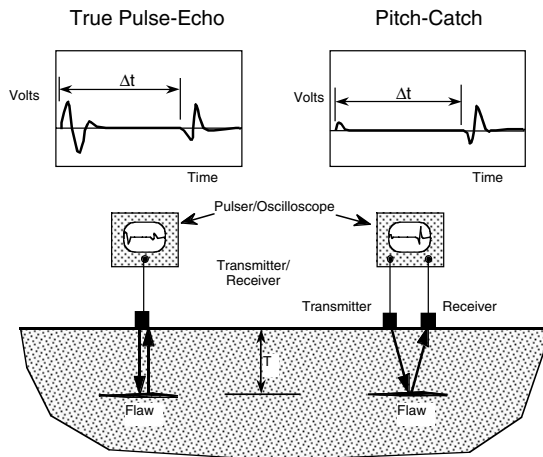 True Pulse-Echo
Pitch-Catch
Δt
Volts
Time
Δt
Volts
Time
Pulser/Oscilloscope
Transmitter/
Receiver
Transmitter
Receiver
T
Flaw
Flaw